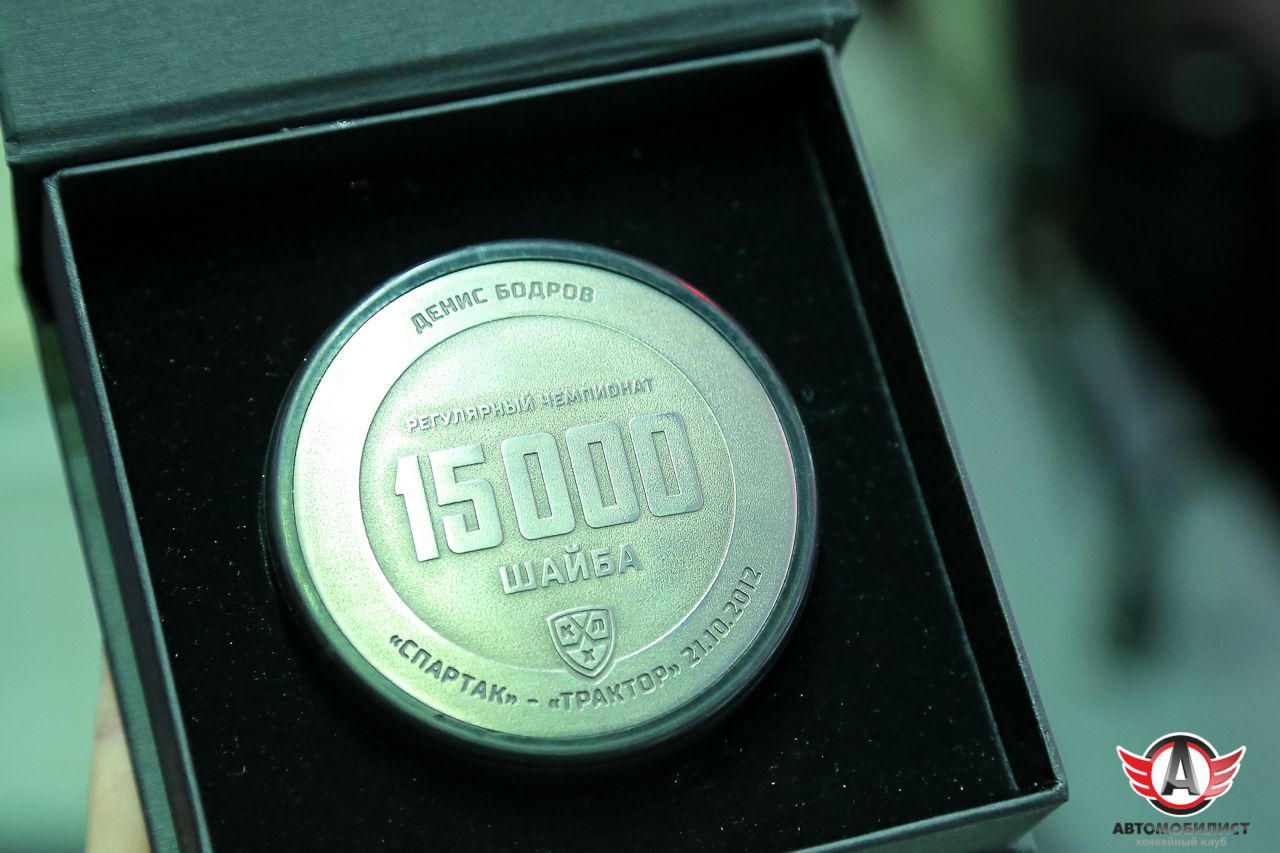 ДЕНИС БОДРОВ
РЕГУЛЯРНЫЙ ЧЕМПИОНАТ
15000
ШАЙБА
КХЛ
«СПАРТАК» - «ТРАКТОР» 21.10.2012
А
АВТОМОБИЛИСТ
хоккейный клуб